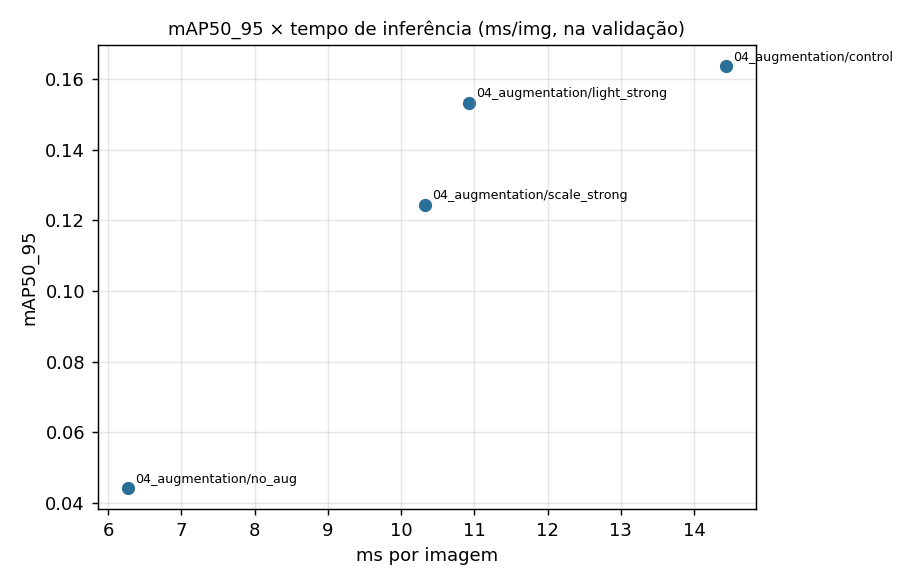 mAP50_95 × tempo de inferência (ms/img, na validação)
04_augmentation/control
04_augmentation/light_strong
04_augmentation/scale_strong
04_augmentation/no_aug
mAP50_95
0.16
0.14
0.12
0.10
0.08
0.06
0.04
6 7 8 9 10 11 12 13 14
ms por imagem